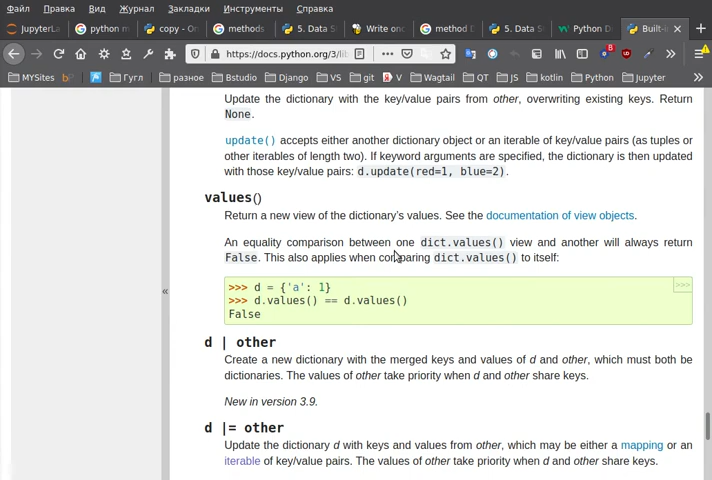 Файл Правка Вид Журнал Закладки Инструменты Справка
JupyterLa python m copy - On methods 5. Data S Write onc method D 5. Data S Python D Built-i
https://docs.python.org/3/lib
MYSites Гугл разное Bstudio Django VS git V Wagtail QT JS kotlin Python Jupyter
Update the dictionary with the key/value pairs from other, overwriting existing keys. Return
None.
update() accepts either another dictionary object or an iterable of key/value pairs (as tuples or
other iterables of length two). If keyword arguments are specified, the dictionary is then updated
with those key/value pairs: d.update(red=1, blue=2).
values()
Return a new view of the dictionary's values. See the documentation of view objects.
An equality comparison between one dict.values() view and another will always return
False. This also applies when comparing dict.values() to itself:
>>> d = {'a': 1}
>>>
>>> d.values() == d.values()
False
«
d | other
Create a new dictionary with the merged keys and values of d and other, which must both be
dictionaries. The values of other take priority when d and other share keys.
New in version 3.9.
d |= other
Update the dictionary d with keys and values from other, which may be either a mapping or an
iterable of key/value pairs. The values of other take priority when d and other share keys.